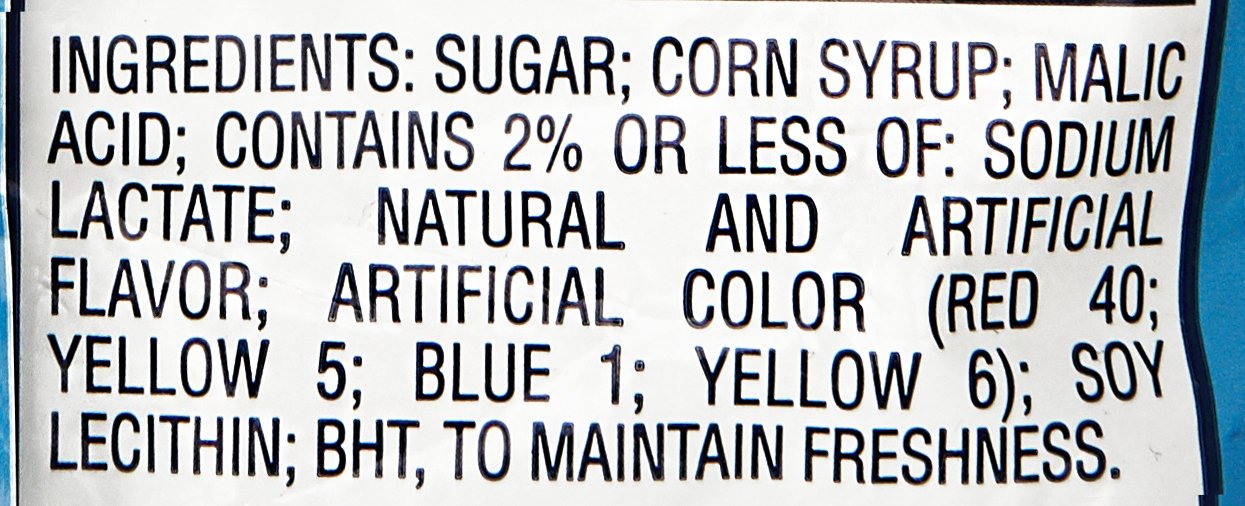 INGREDIENTS: SUGAR; CORN SYRUP; MALIC
ACID; CONTAINS 2% OR LESS OF: SODIUM
LACTATE; NATURAL AND ARTIFICIAL
FLAVOR; ARTIFICIAL COLOR (RED 40;
YELLOW 5; BLUE 1; YELLOW 6); SOY
LECITHIN; BHT, TO MAINTAIN FRESHNESS.